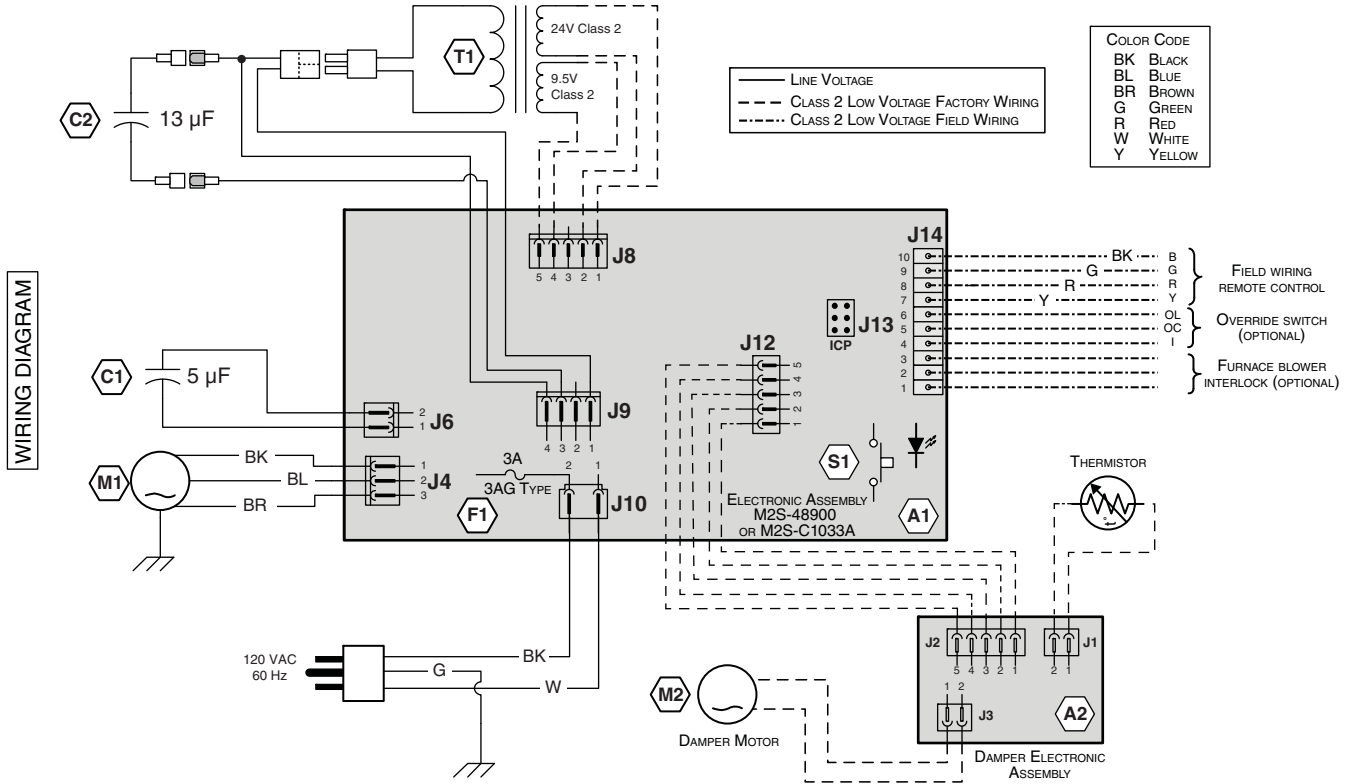 WIRING DIAGRAM
T1
24V Class 2
9.5V
Class 2
C2
13 µF
LINE VOLTAGE
CLASS 2 LOW VOLTAGE FACTORY WIRING
CLASS 2 LOW VOLTAGE FIELD WIRING
COLOR CODE
BK BLACK
BL BLUE
BR BROWN
G GREEN
R RED
W WHITE
Y YELLOW
J8
5 4 3 2 1
J14
10
9
8
7
6
5
4
3
2
1
BK
G
R
Y
B
G
R
Y
OL
OC
I
FIELD WIRING
REMOTE CONTROL
OVERRIDE SWITCH
(OPTIONAL)
FURNACE BLOWER
INTERLOCK (OPTIONAL)
J13
ICP
J12
5
4
3
2
1
C1
5 µF
J6
2
1
J9
4 3 2 1
M1
BK
BL
BR
J4
1
2
3
3A
3AG TYPE
F1
2 1
J10
S1
ELECTRONIC ASSEMBLY
M2S-48900
OR M2S-C1033A
A1
THERMISTOR
120 VAC
60 Hz
BK
G
W
J2
5 4 3 2 1
J1
2 1
M2
DAMPER MOTOR
1 2
J3
A2
DAMPER ELECTRONIC
ASSEMBLY